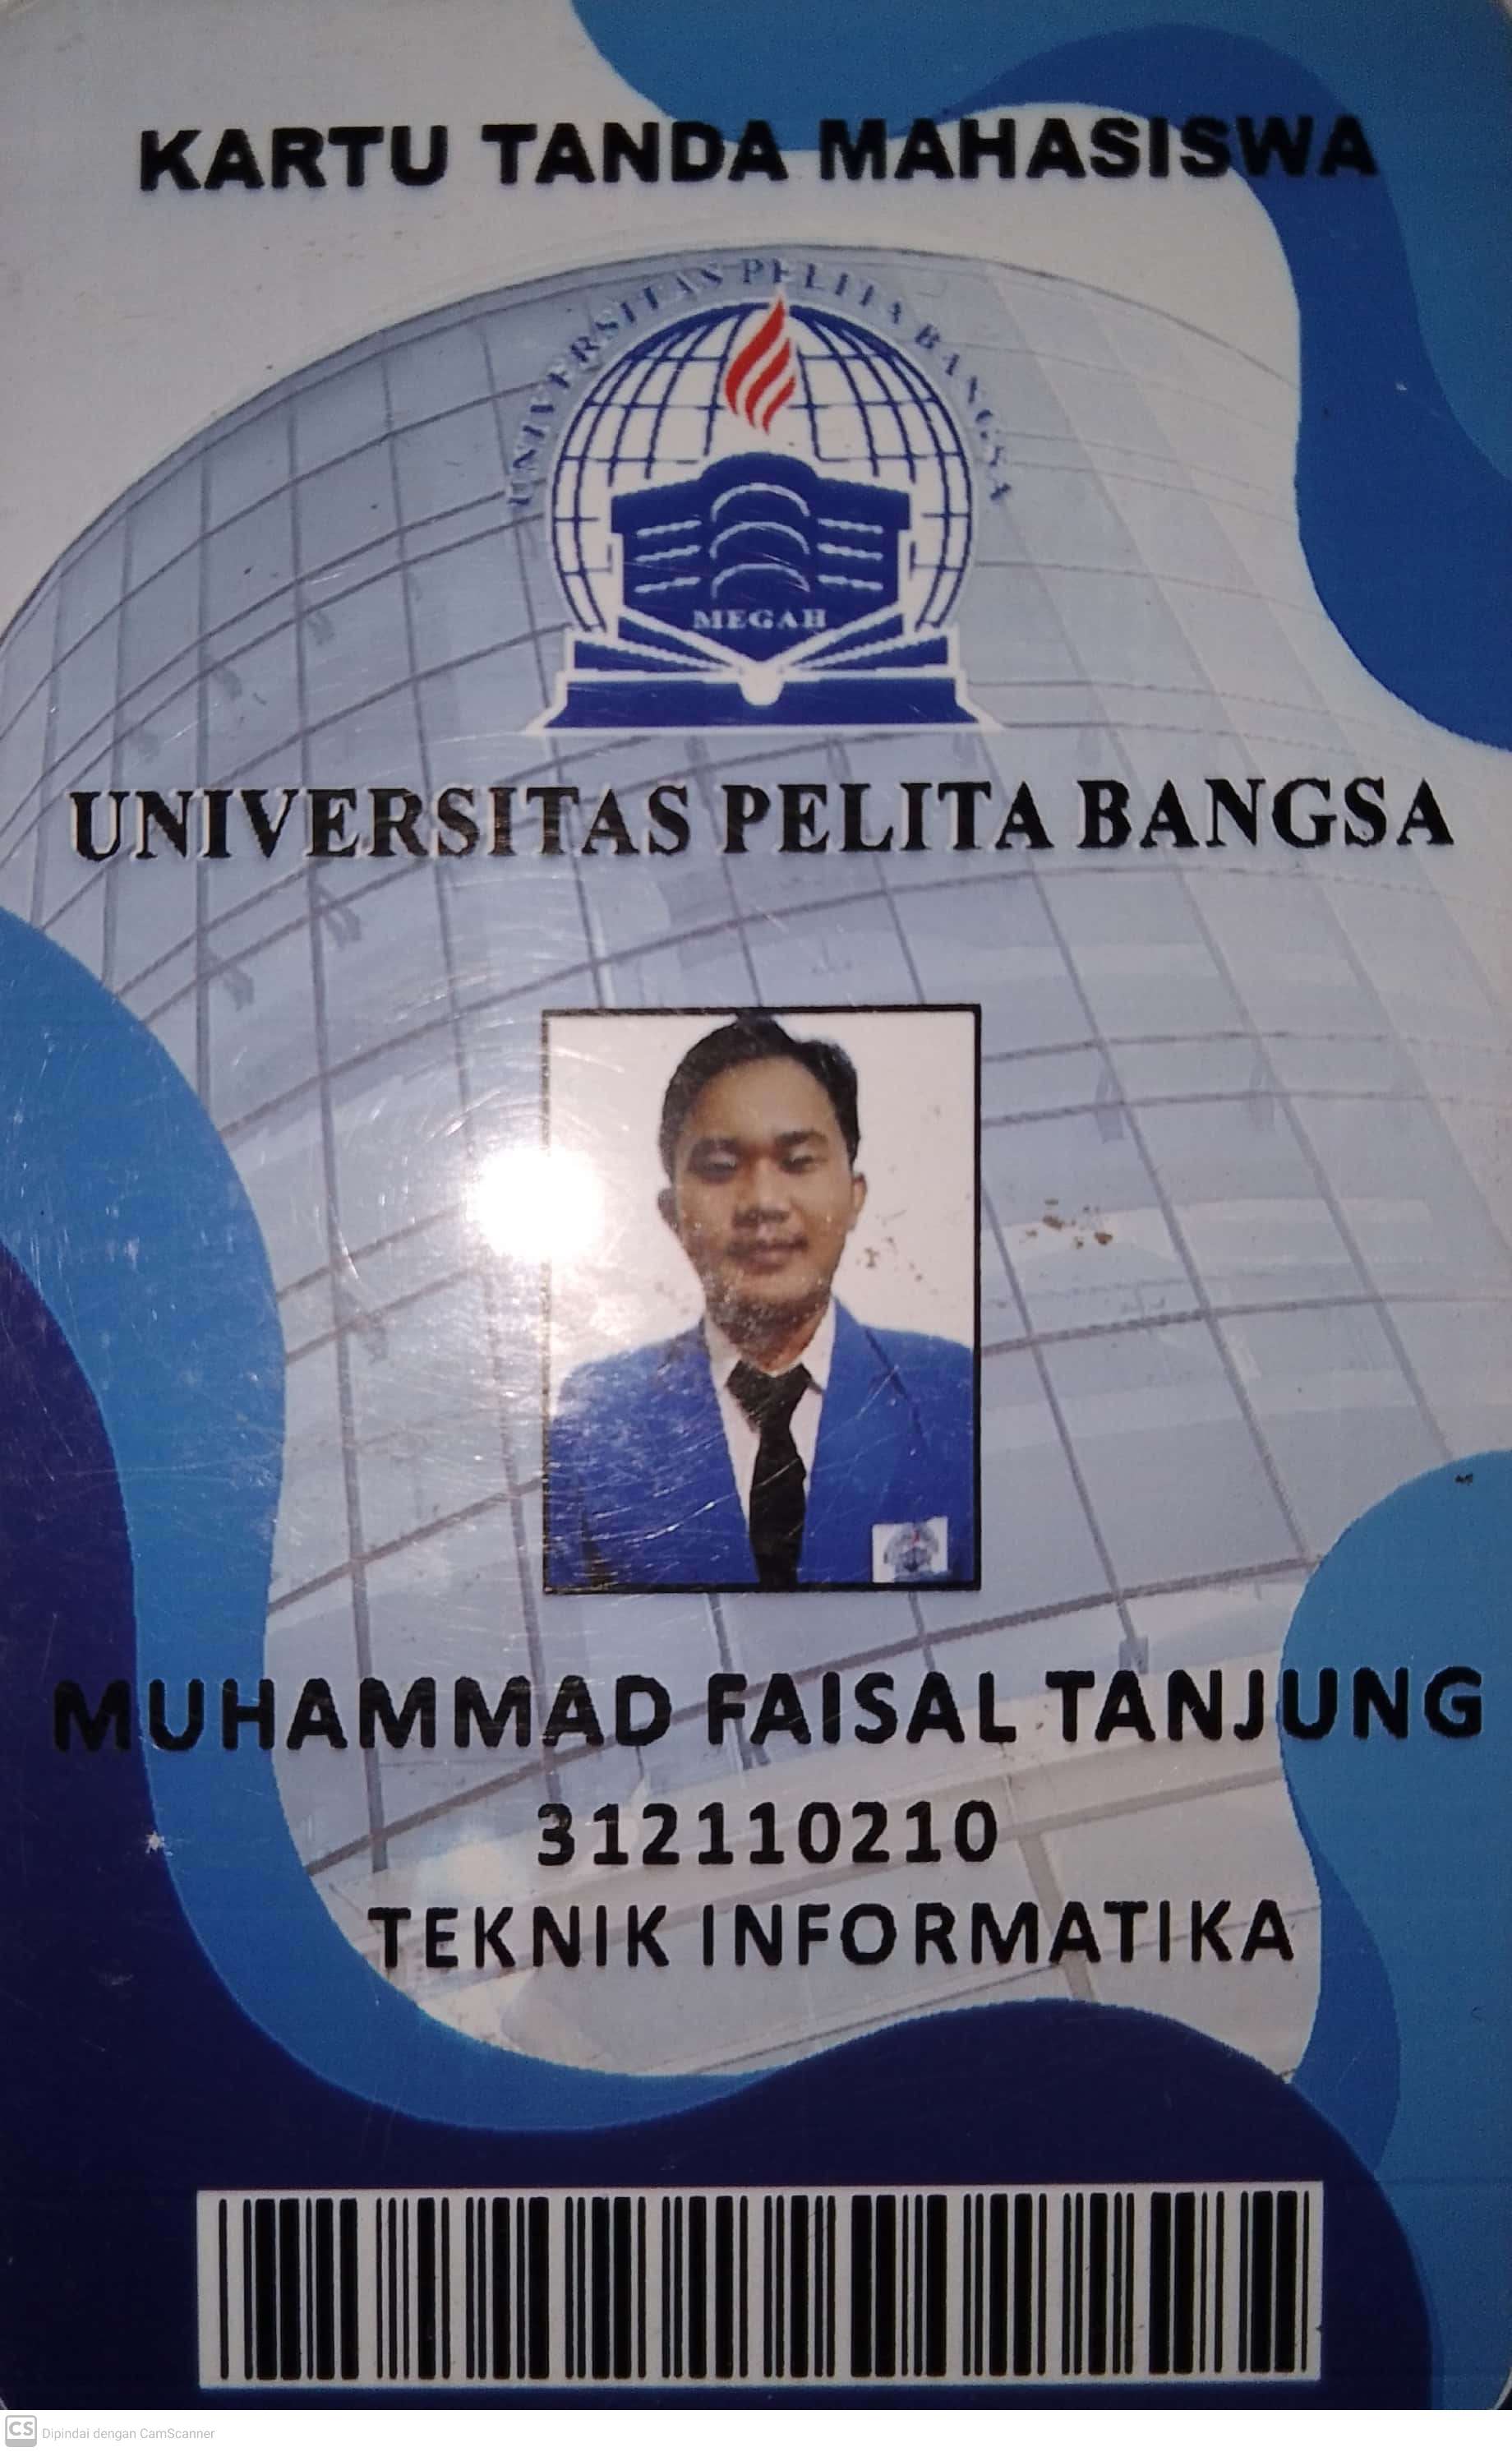 KARTU TANDA MAHASISWA
UNIVERSITAS PELITA BANGSA
MEGAH
UNIVERSITAS PELITA BANGSA
MUHAMMAD FAISAL TANJUNG
312110210
TEKNIK INFORMATIKA
CS Dipindai dengan CamScanner